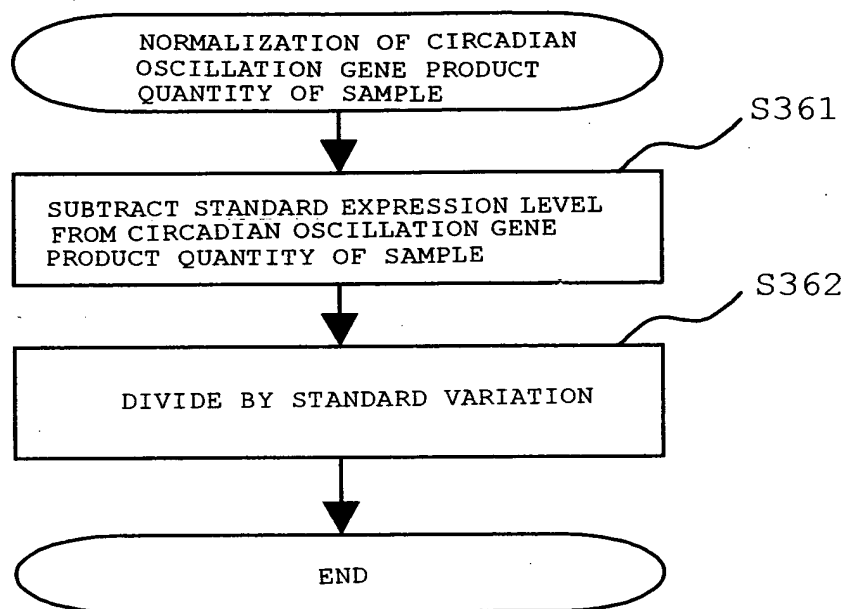 NORMALIZATION OF CIRCADIAN
OSCILLATION GENE PRODUCT
QUANTITY OF SAMPLE
S361
SUBTRACT STANDARD EXPRESSION LEVEL
FROM CIRCADIAN OSCILLATION GENE
PRODUCT QUANTITY OF SAMPLE
S362
DIVIDE BY STANDARD VARIATION
END